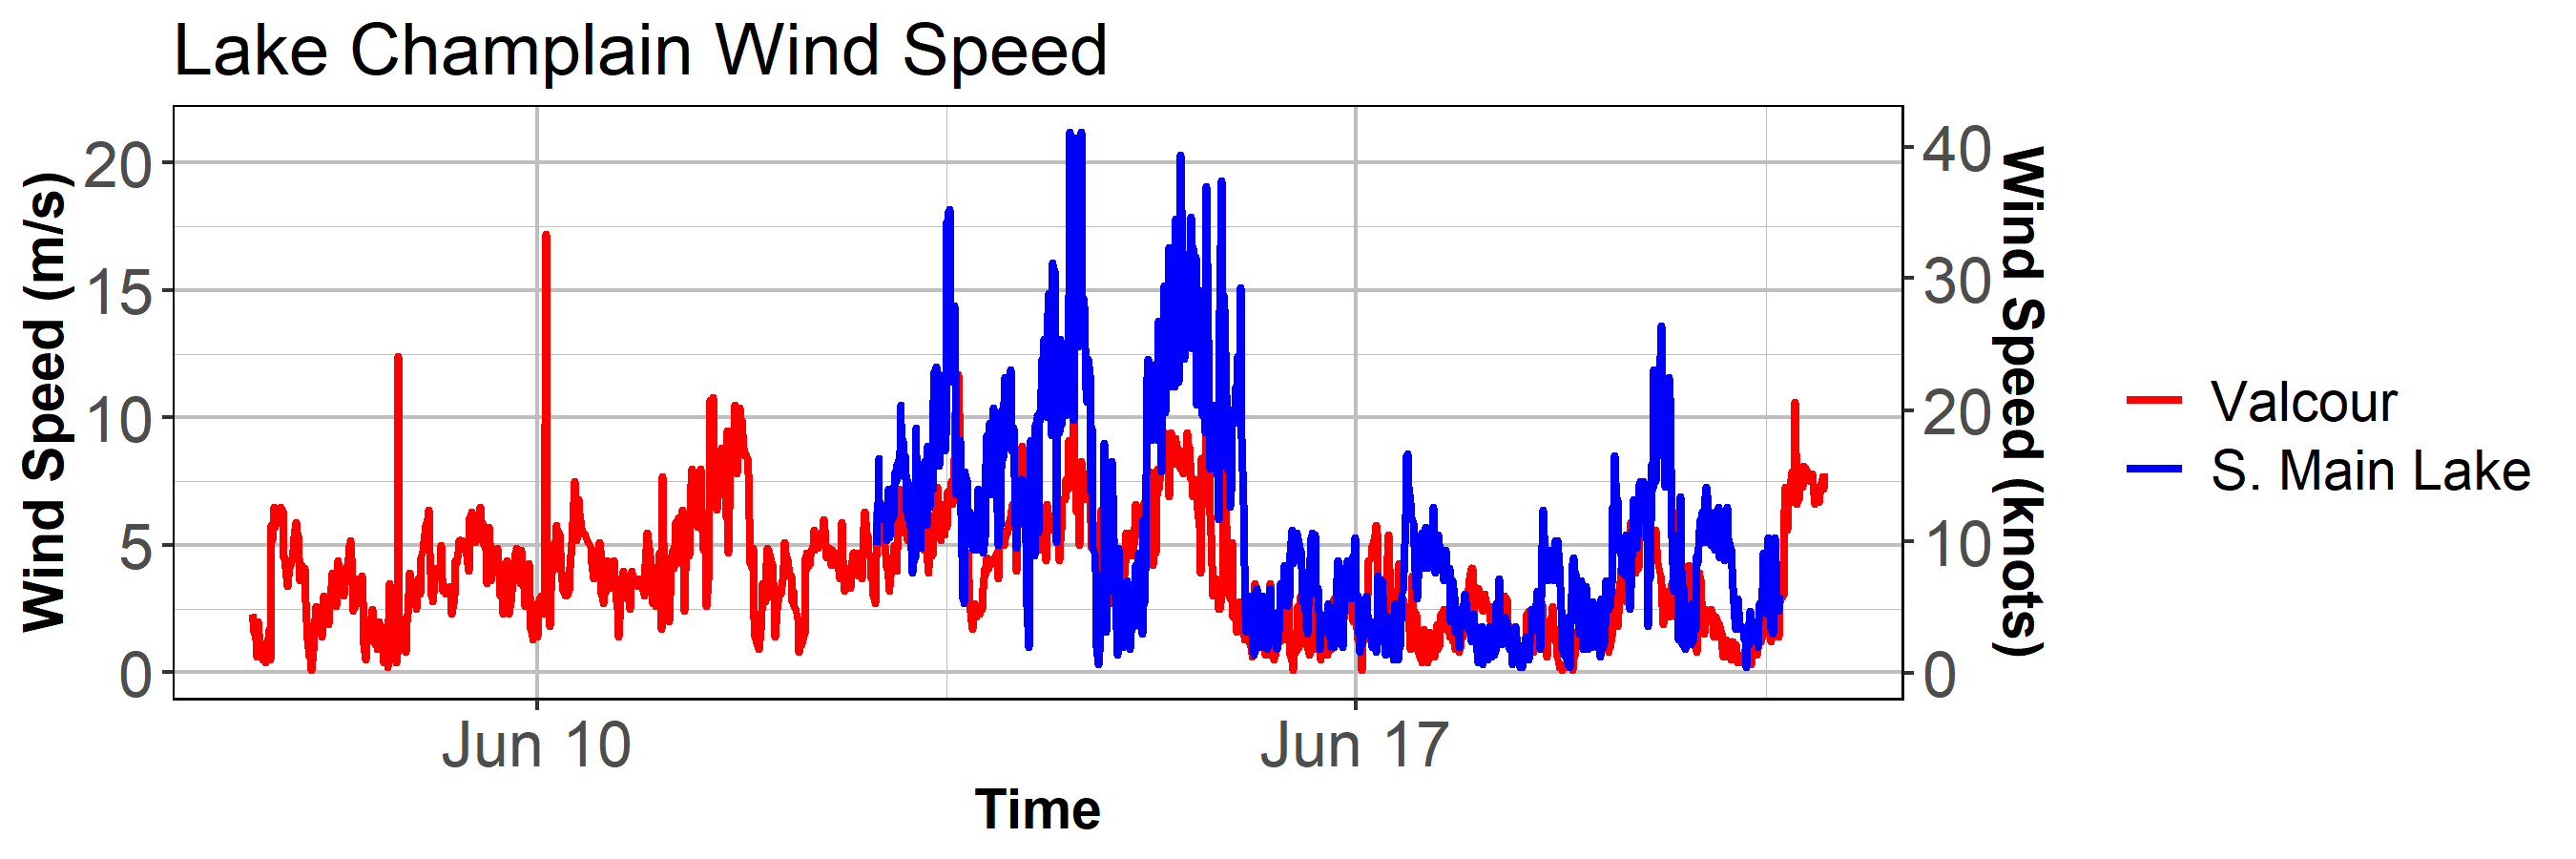 Lake Champlain Wind Speed
Wind Speed (m/s)
20
15
10
5
0
40
30
20
10
0
Wind Speed (knots)
Jun 10
Jun 17
Time
Valcour
S. Main Lake